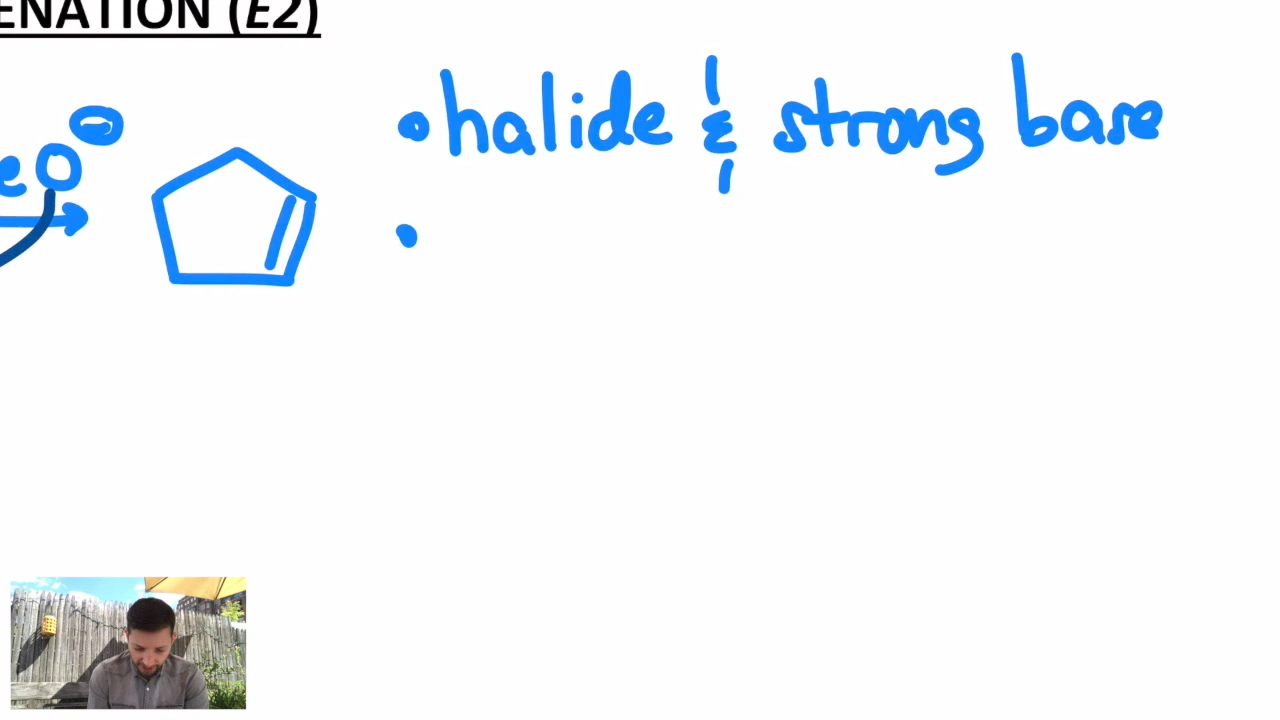 ENATION (E2)
• halide & strong base
eO⊖
•